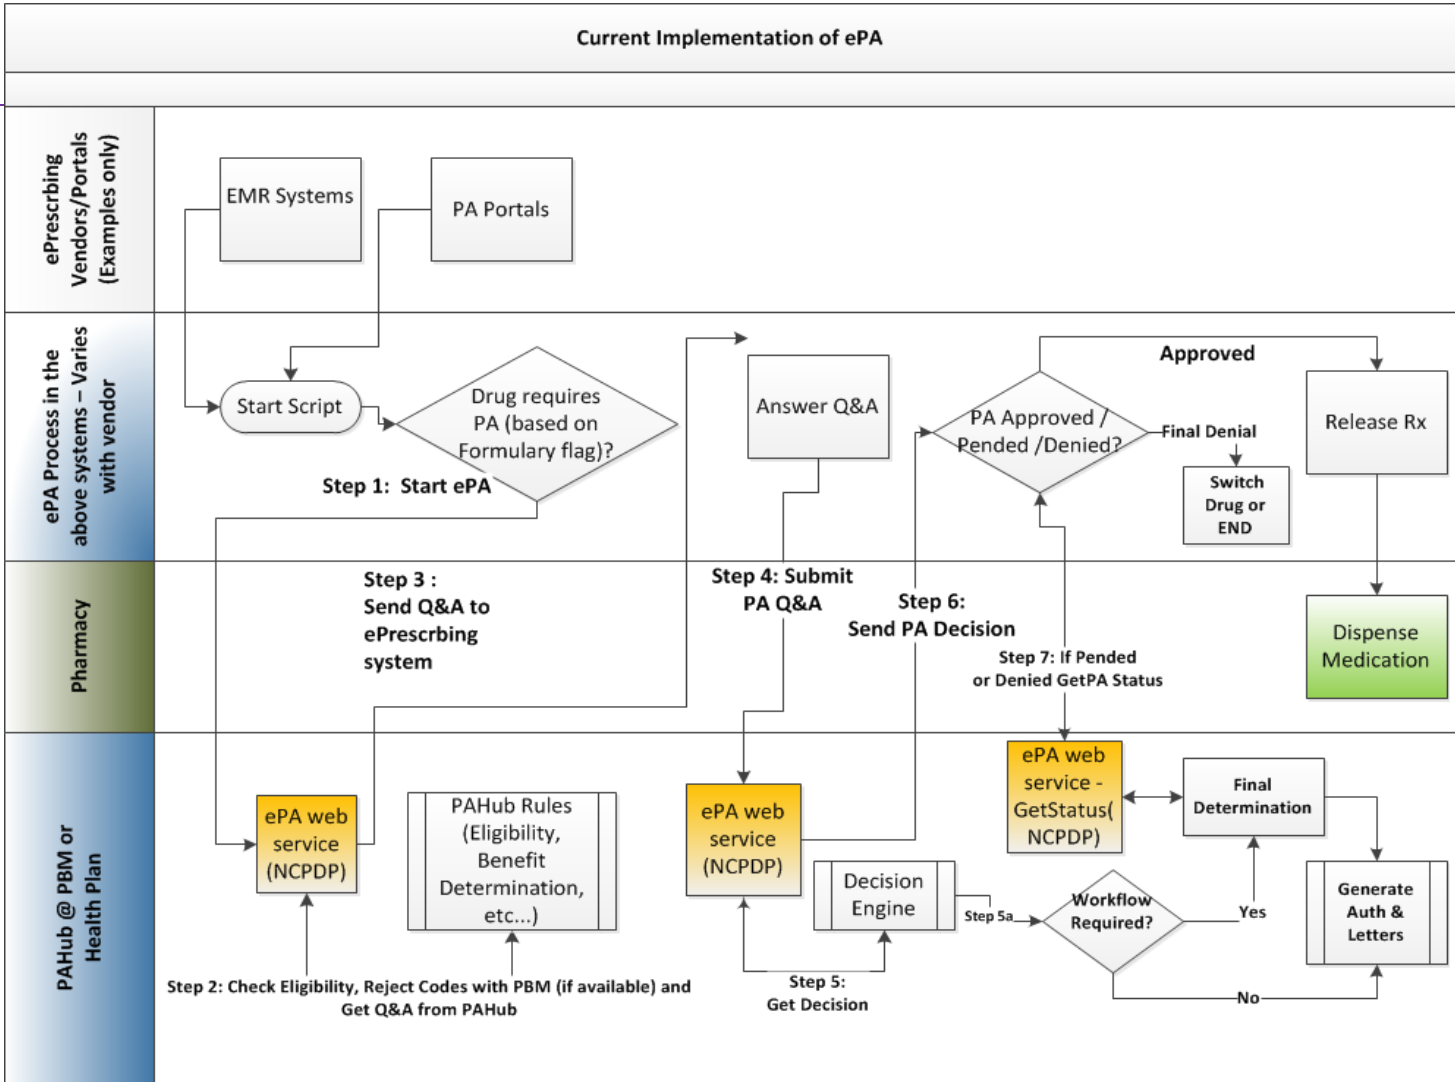 Current Implementation of ePA
ePrescrbing
Vendors/Portals
(Examples only)
EMR Systems
PA Portals
ePA Process in the
above systems – Varies
with vendor
Start Script
Drug requires
PA (based on
Formulary flag)?
Step 1:  Start ePA
Answer Q&A
PA Approved /
Pended /Denied?
Approved
Final Denial
Switch
Drug or
END
Release Rx
Pharmacy
Step 3 :
Send Q&A to
ePrescrbing
system
Step 4: Submit
PA Q&A
Step 6:
Send PA Decision
Step 7: If Pended
or Denied GetPA Status
Dispense
Medication
PAHub @ PBM or
Health Plan
ePA web
service
(NCPDP)
PAHub Rules
(Eligibility,
Benefit
Determination,
etc...)
Step 2: Check Eligibility, Reject Codes with PBM (if available) and
Get Q&A from PAHub
ePA web
service
(NCPDP)
Decision
Engine
Step 5:
Get Decision
Step 5a
ePA web
service -
GetStatus(
NCPDP)
Final
Determination
Workflow
Required?
Yes
No
Generate
Auth &
Letters